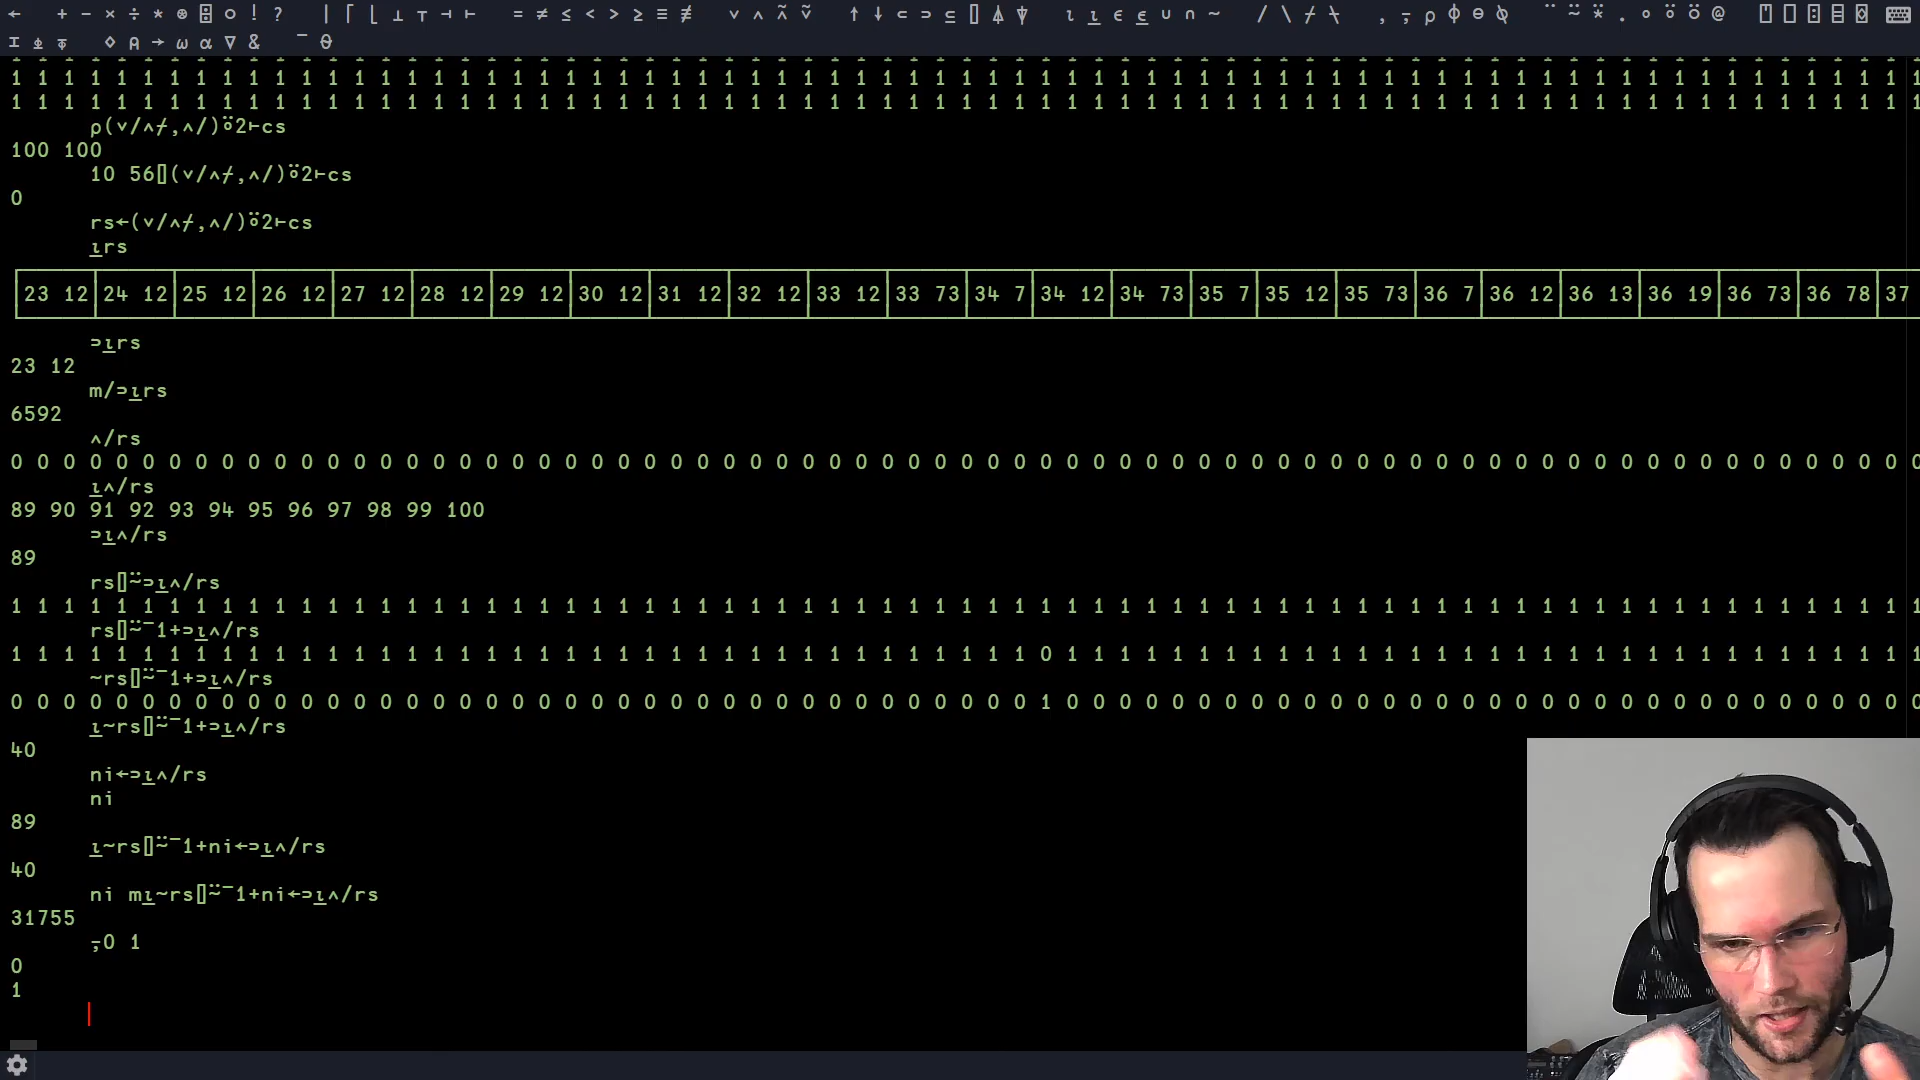 ← + - × ÷ * ⍟ ⌹ ○ ! ? | ⌈ ⌊ ⊥ ⊤ ⊣ ⊢ = ≠ ≤ < > ≥ ≡ ≢ ∨ ∧ ⍲ ⍱ ↑ ↓ ⊂ ⊃ ⊆ ⌷ ⍋ ⍒ ⍳ ⍸ ∊ ⍷ ∪ ∩ ~ / \ ⌿ ⍀ , ⍪ ⍴ ⌽ ⊖ ⍉ ¨ ⍨ ⍣ . ∘ ⍤ ⍥ @ ⍞ ⎕ ⍠ ⌸ ⌺
⌶ ⍎ ⍕ ⋄ ⍝ → ⍵ ⍺ ∇ & ¯ ⍬
1 1 1 1 1 1 1 1 1 1 1 1 1 1 1 1 1 1 1 1 1 1 1 1 1 1 1 1 1 1 1 1 1 1 1 1 1 1 1 1 1 1 1 1 1 1 1 1 1 1 1 1 1 1 1 1 1 1 1 1 1 1 1 1 1 1 1 1 1 1 1 1 1
1 1 1 1 1 1 1 1 1 1 1 1 1 1 1 1 1 1 1 1 1 1 1 1 1 1 1 1 1 1 1 1 1 1 1 1 1 1 1 1 1 1 1 1 1 1 1 1 1 1 1 1 1 1 1 1 1 1 1 1 1 1 1 1 1 1 1 1 1 1 1 1 1
⍴(∨/∧⌿,∧/)⍤2⊢cs
100 100
10 56⌷(∨/∧⌿,∧/)⍤2⊢cs
0
rs←(∨/∧⌿,∧/)⍤2⊢cs
⍸rs
23 12 24 12 25 12 26 12 27 12 28 12 29 12 30 12 31 12 32 12 33 12 33 73 34 7 34 12 34 73 35 7 35 12 35 73 36 7 36 12 36 13 36 19 36 73 36 78 37
⊃⍸rs
23 12
m/⊃⍸rs
6592
∧/rs
0 0 0 0 0 0 0 0 0 0 0 0 0 0 0 0 0 0 0 0 0 0 0 0 0 0 0 0 0 0 0 0 0 0 0 0 0 0 0 0 0 0 0 0 0 0 0 0 0 0 0 0 0 0 0 0 0 0 0 0 0 0 0 0 0 0 0 0 0 0 0 0 0
⍸∧/rs
89 90 91 92 93 94 95 96 97 98 99 100
⊃⍸∧/rs
89
rs⌷⍨⊃⍸∧/rs
1 1 1 1 1 1 1 1 1 1 1 1 1 1 1 1 1 1 1 1 1 1 1 1 1 1 1 1 1 1 1 1 1 1 1 1 1 1 1 1 1 1 1 1 1 1 1 1 1 1 1 1 1 1 1 1 1 1 1 1 1 1 1 1 1 1 1 1 1 1 1 1 1
rs⌷⍨¯1+⊃⍸∧/rs
1 1 1 1 1 1 1 1 1 1 1 1 1 1 1 1 1 1 1 1 1 1 1 1 1 1 1 1 1 1 1 1 1 1 1 1 1 1 1 0 1 1 1 1 1 1 1 1 1 1 1 1 1 1 1 1 1 1 1 1 1 1 1 1 1 1 1 1 1 1 1 1 1
~rs⌷⍨¯1+⊃⍸∧/rs
0 0 0 0 0 0 0 0 0 0 0 0 0 0 0 0 0 0 0 0 0 0 0 0 0 0 0 0 0 0 0 0 0 0 0 0 0 0 0 1 0 0 0 0 0 0 0 0 0 0 0 0 0 0 0 0 0 0 0 0 0 0 0 0 0 0 0 0 0 0 0 0 0
⍸~rs⌷⍨¯1+⊃⍸∧/rs
40
ni←⊃⍸∧/rs
ni
89
⍸~rs⌷⍨¯1+ni←⊃⍸∧/rs
40
ni m⍸~rs⌷⍨¯1+ni←⊃⍸∧/rs
31755
⍪0 1
0
1